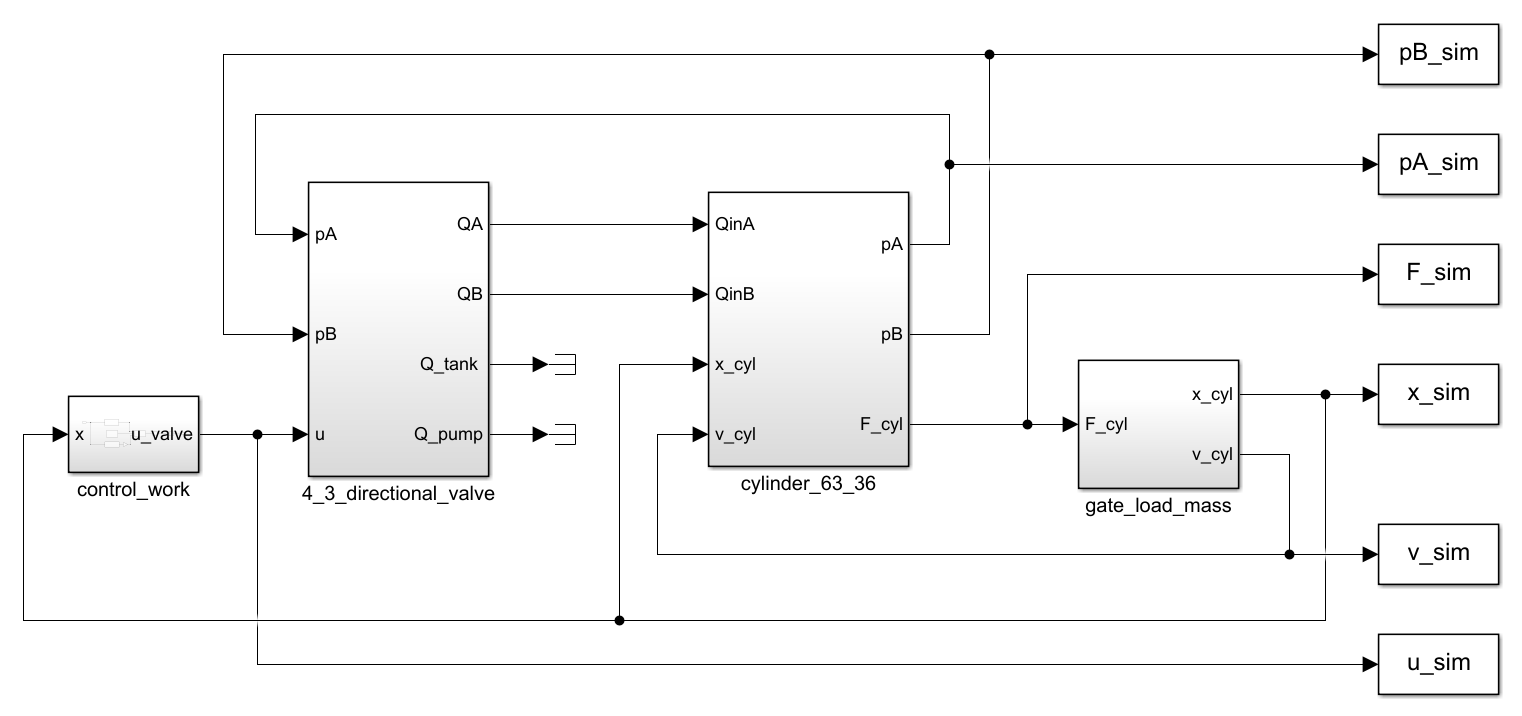 pB_sim
pA_sim
F_sim
x_sim
v_sim
u_sim
x
u_valve
control_work
pA
pB
u
QA
QB
Q_tank
Q_pump
4_3_directional_valve
QinA
QinB
x_cyl
v_cyl
pA
pB
F_cyl
cylinder_63_36
F_cyl
x_cyl
v_cyl
gate_load_mass